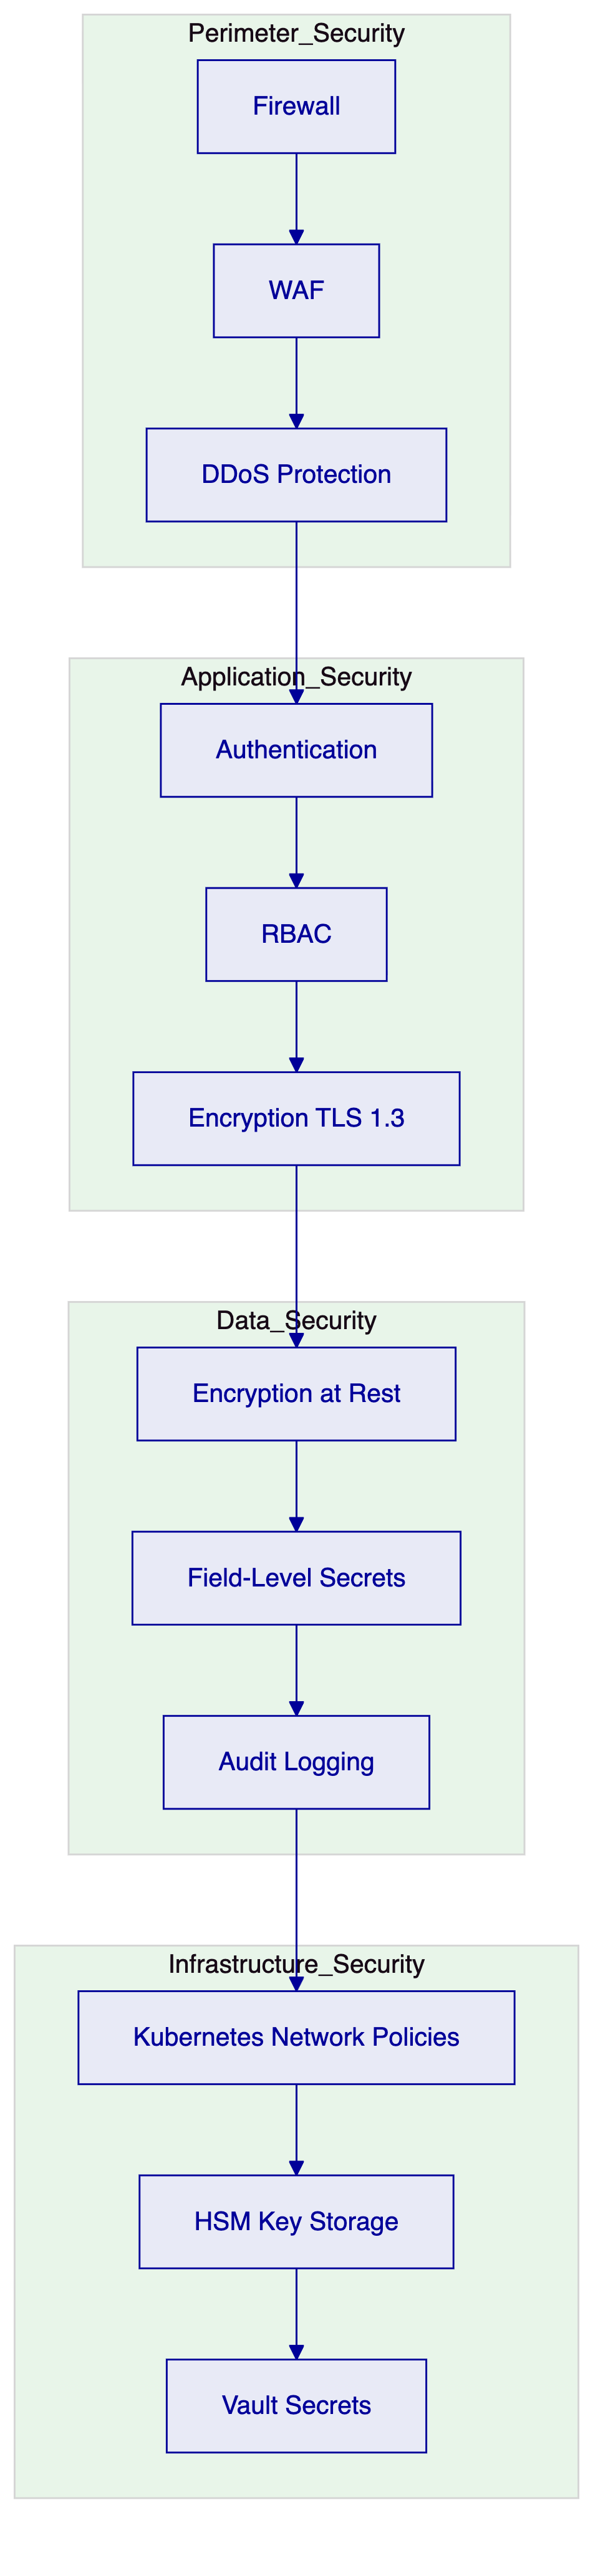 Perimeter_Security
Firewall
WAF
DDoS Protection
Application_Security
Authentication
RBAC
Encryption TLS 1.3
Data_Security
Encryption at Rest
Field-Level Secrets
Audit Logging
Infrastructure_Security
Kubernetes Network Policies
HSM Key Storage
Vault Secrets